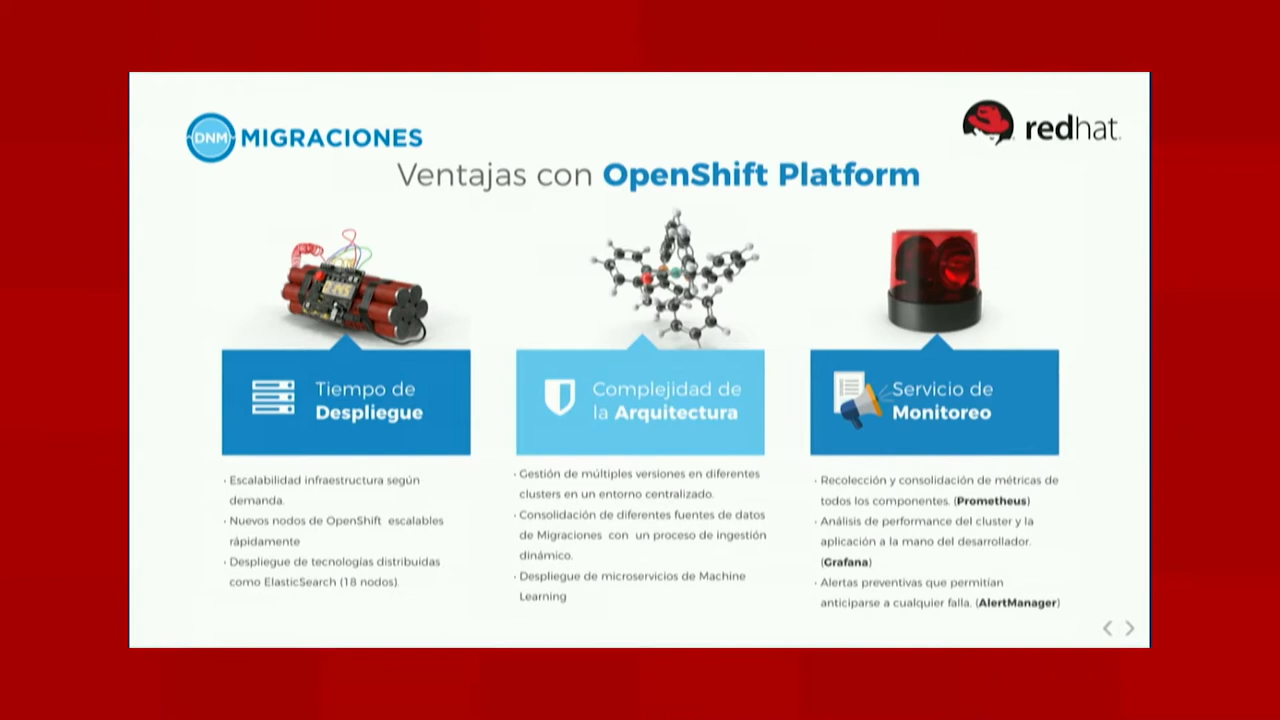 DNM MIGRACIONES
redhat.
Ventajas con OpenShift Platform
Tiempo de
Despliegue
· Escalabilidad infraestructura según
demanda.
· Nuevos nodos de OpenShift escalables
rápidamente
· Despliegue de tecnologías distribuidas
como ElasticSearch (18 nodos).
Complejidad de
la Arquitectura
· Gestión de múltiples versiones en diferentes
clusters en un entorno centralizado.
· Consolidación de diferentes fuentes de datos
de Migraciones con un proceso de ingestión
dinámico.
· Despliegue de microservicios de Machine
Learning
Servicio de
Monitoreo
· Recolección y consolidación de métricas de
todos los componentes. (Prometheus)
· Análisis de performance del cluster y la
aplicación a la mano del desarrollador.
(Grafana)
· Alertas preventivas que permitían
anticiparse a cualquier falla. (AlertManager)